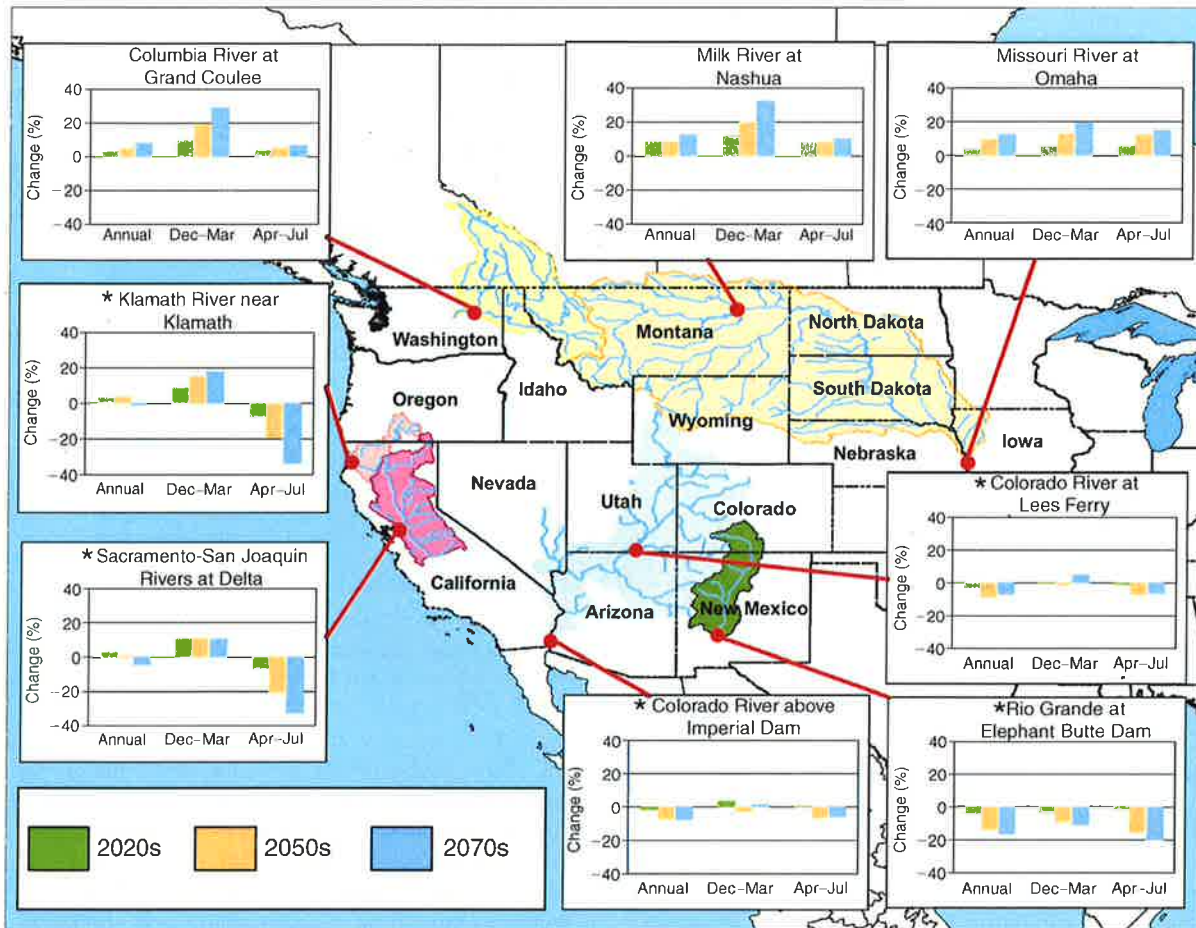 Columbia River at
Grand Coulee
Change (%)
40
20
0
−20
−40
Annual Dec−Mar Apr−Jul
Milk River at
Nashua
Change (%)
40
20
0
−20
−40
Annual Dec−Mar Apr−Jul
Missouri River at
Omaha
Change (%)
40
20
0
−20
−40
Annual Dec−Mar Apr−Jul
* Klamath River near
Klamath
Change (%)
40
20
0
−20
−40
Annual Dec−Mar Apr−Jul
Washington
Montana
North Dakota
Oregon
Idaho
South Dakota
Wyoming
Iowa
Nebraska
Nevada
Utah
Colorado
California
Arizona
New Mexico
* Colorado River at
Lees Ferry
Change (%)
40
20
0
−20
−40
Annual Dec−Mar Apr−Jul
* Sacramento-San Joaquin
Rivers at Delta
Change (%)
40
20
0
−20
−40
Annual Dec−Mar Apr−Jul
* Colorado River above
Imperial Dam
Change (%)
40
20
0
−20
−40
Annual Dec−Mar Apr−Jul
*Rio Grande at
Elephant Butte Dam
Change (%)
40
20
0
−20
−40
Annual Dec−Mar Apr−Jul
2020s 2050s 2070s